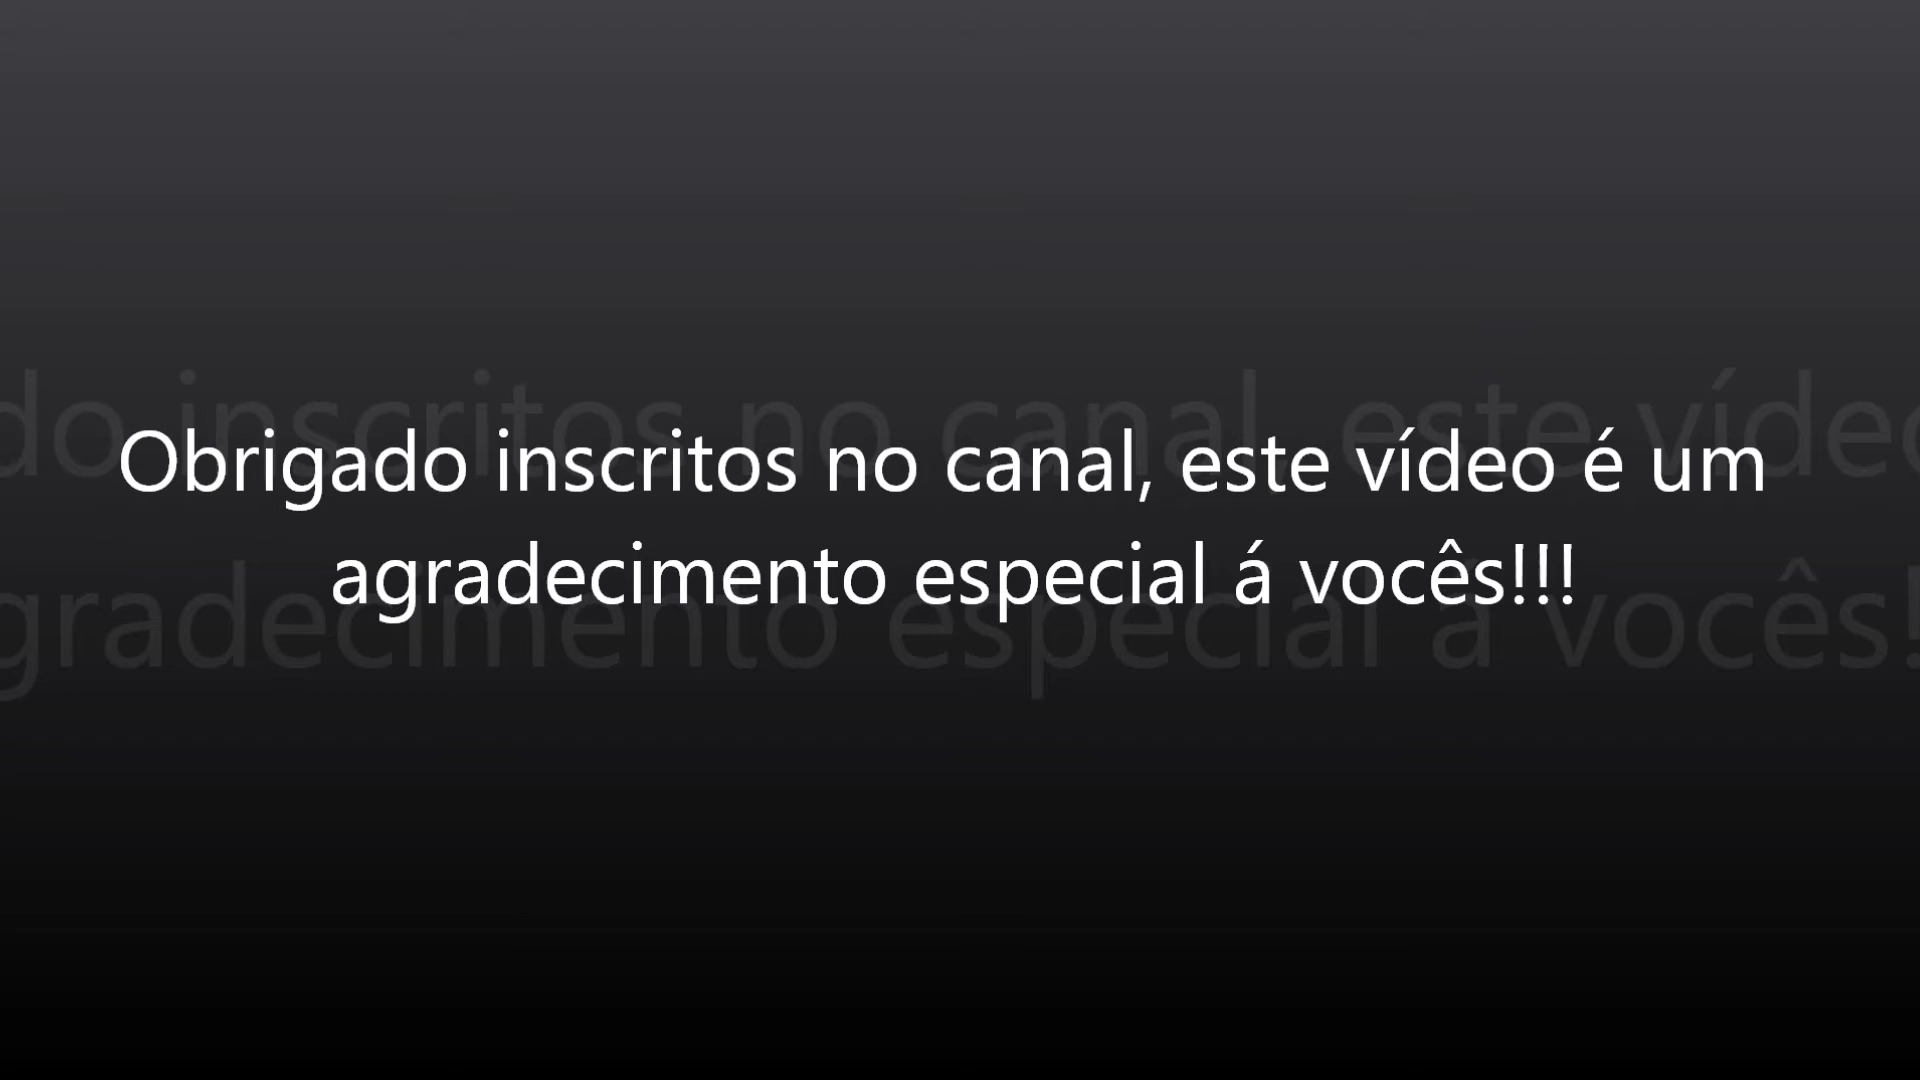 Obrigado inscritos no canal, este vídeo é um
agradecimento especial á vocês!!!